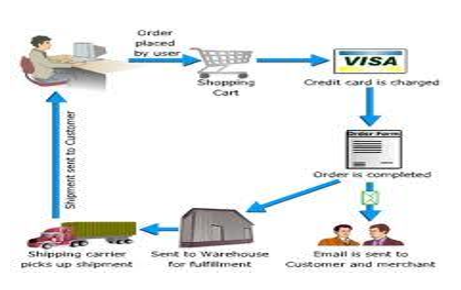 Order
placed
by user
Shopping
Cart
VISA
Credit card is charged
Order Form
Order is completed
Shipment sent to Customer
Shipping carrier
picks up shipment
Sent to Warehouse
for fulfillment
Email is sent to
Customer and merchant